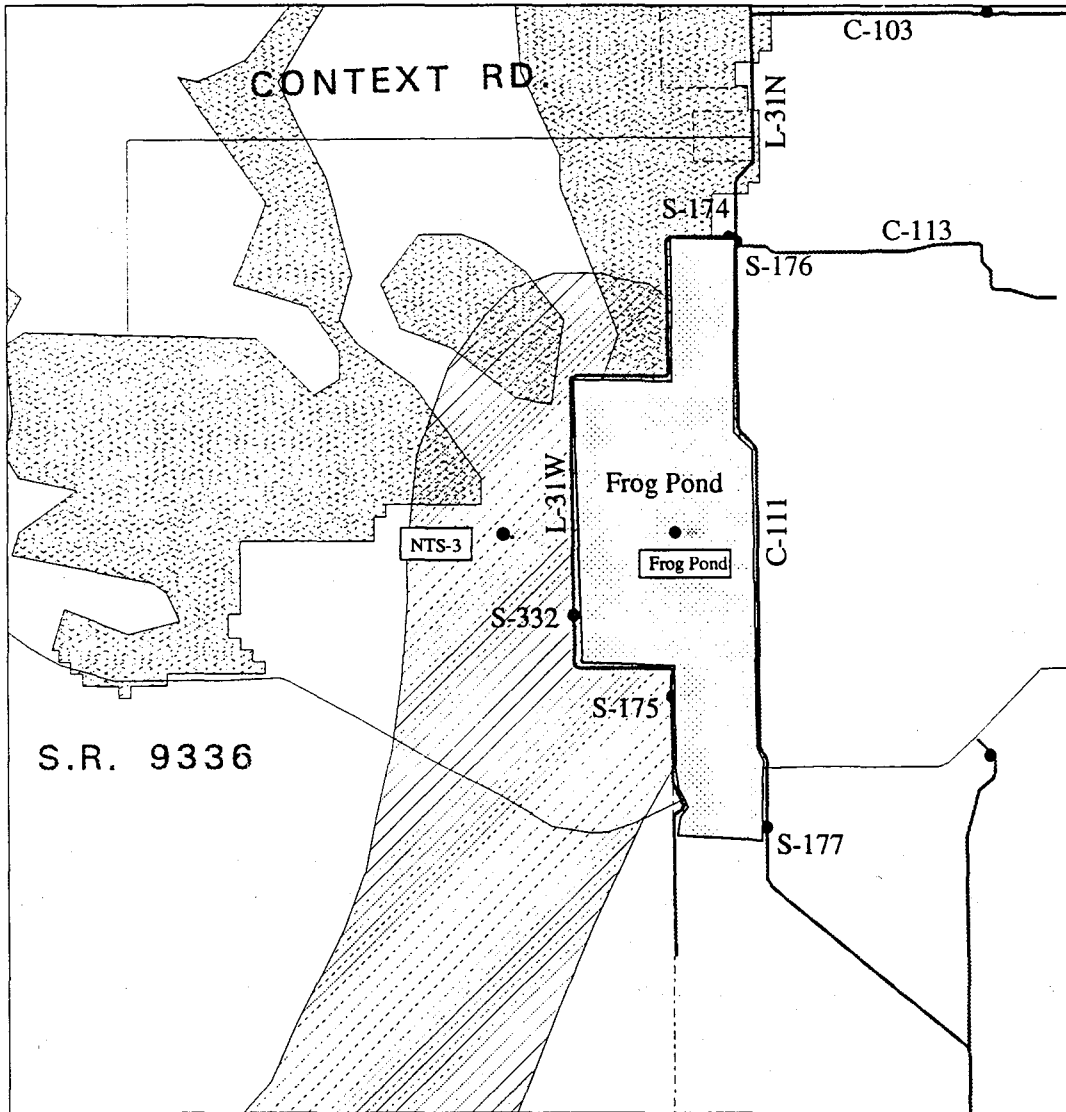 C-103
CONTEXT RD.
L-31N
S-174
C-113
S-176
L-31W
Frog Pond
C-111
NTS-3
Frog Pond
S-332
S-175
S.R. 9336
S-177